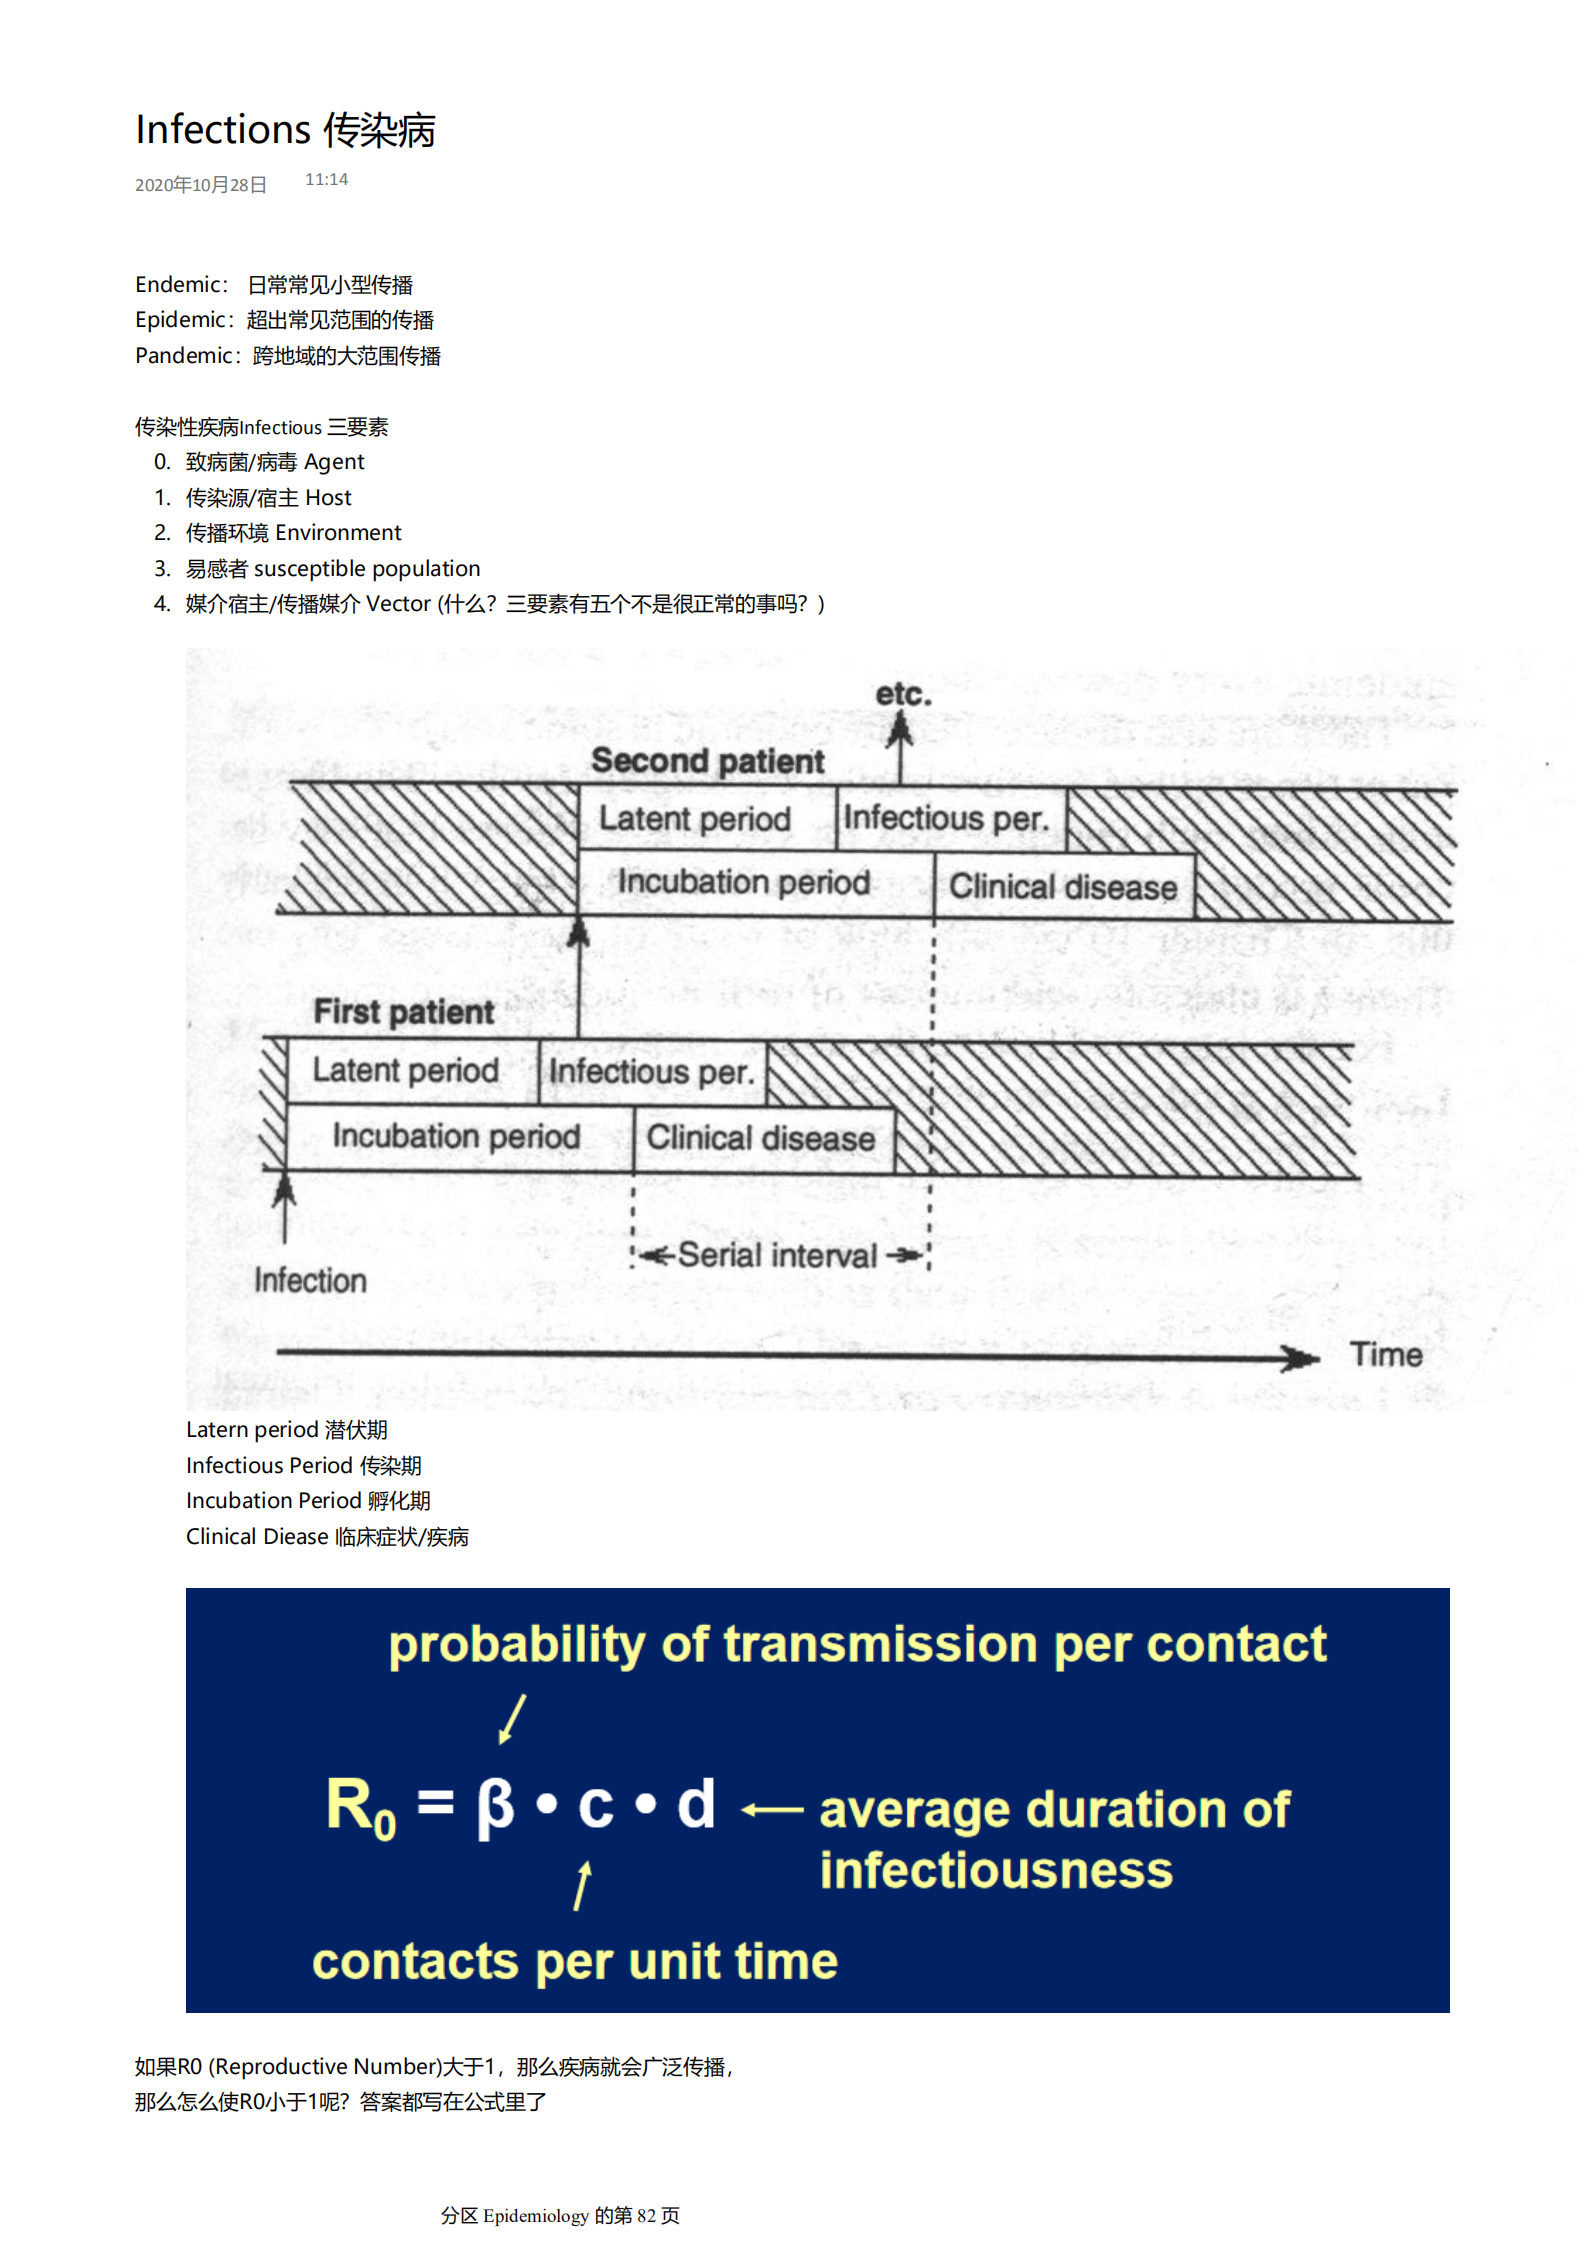 Infections 传染病
2020年10月28日 11:14
Endemic： 日常常见小型传播
Epidemic：超出常见范围的传播
Pandemic：跨地域的大范围传播
传染性疾病Infectious 三要素
0. 致病菌/病毒 Agent
1. 传染源/宿主 Host
2. 传播环境 Environment
3. 易感者 susceptible population
4. 媒介宿主/传播媒介 Vector (什么？三要素有五个不是很正常的事吗？)
etc.
Second patient
Latent period Infectious per.
Incubation period Clinical disease
First patient
Latent period Infectious per.
Incubation period Clinical disease
Serial interval
Infection
Time
Latern period 潜伏期
Infectious Period 传染期
Incubation Period 孵化期
Clinical Diease 临床症状/疾病
probability of transmission per contact
R0 = β • c • d
average duration of
infectiousness
contacts per unit time
如果R0 (Reproductive Number)大于1，那么疾病就会广泛传播，
那么怎么使R0小于1呢？答案都写在公式里了
分区 Epidemiology 的第 82 页